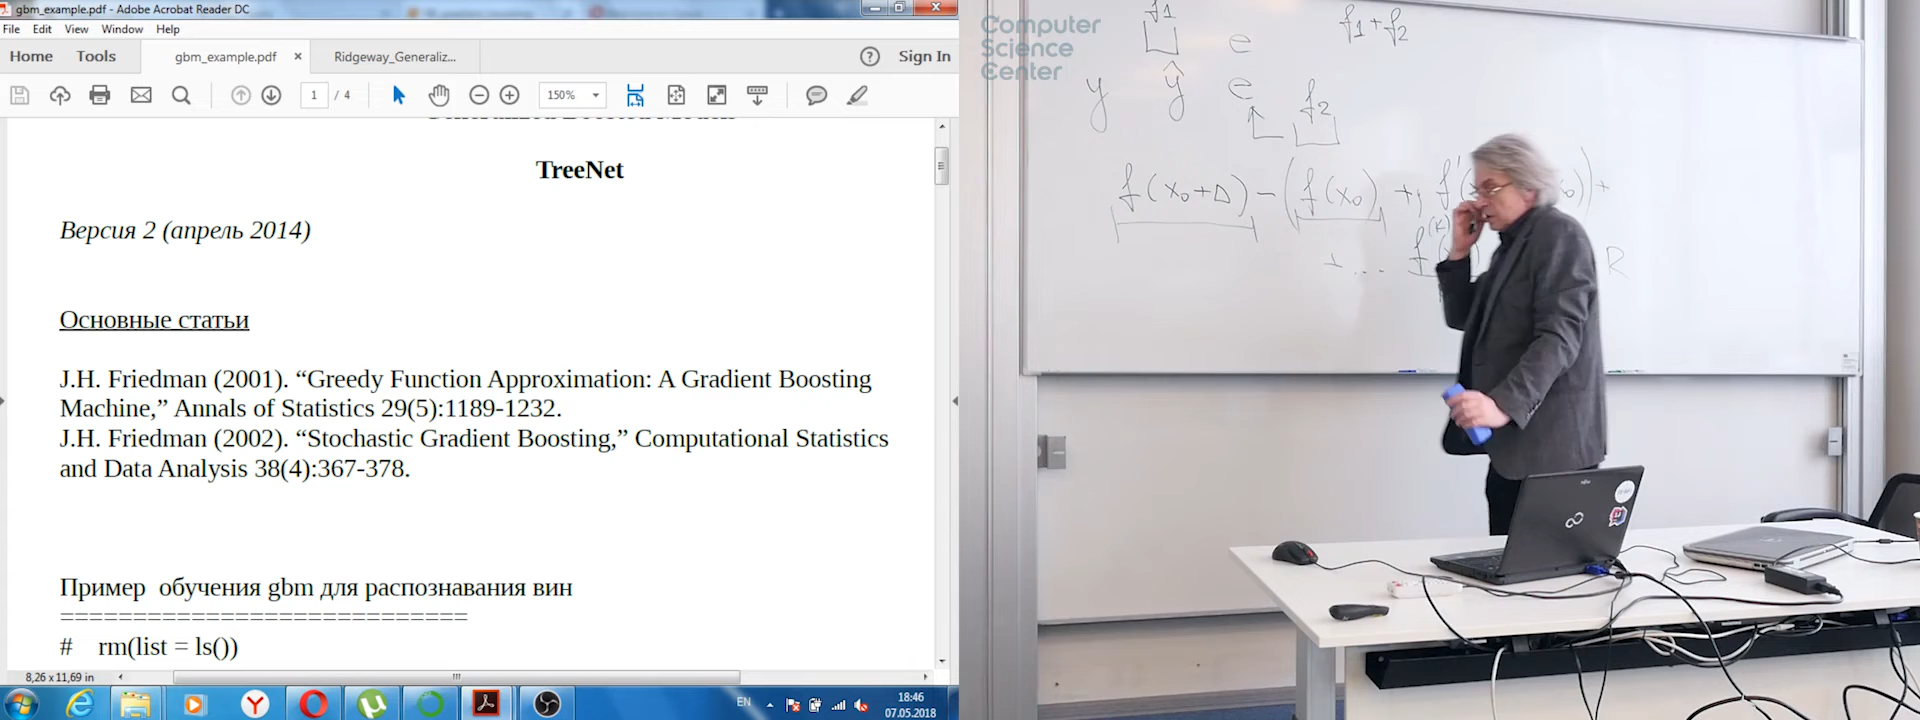 gbm_example.pdf - Adobe Acrobat Reader DC
File Edit View Window Help
Home Tools gbm_example.pdf × Ridgeway_Generaliz... Sign In
1 / 4 150%
TreeNet
Версия 2 (апрель 2014)
Основные статьи
J.H. Friedman (2001). “Greedy Function Approximation: A Gradient Boosting
Machine,” Annals of Statistics 29(5):1189-1232.
J.H. Friedman (2002). “Stochastic Gradient Boosting,” Computational Statistics
and Data Analysis 38(4):367-378.
Пример обучения gbm для распознавания вин
============================
# rm(list = ls())
8,26 x 11,69 in
EN 18:46
07.05.2018
Computer
Science
Center
f1 e f1+f2
y ŷ e f2
f(x0+Δ) - (f(x0) +
+ ... R